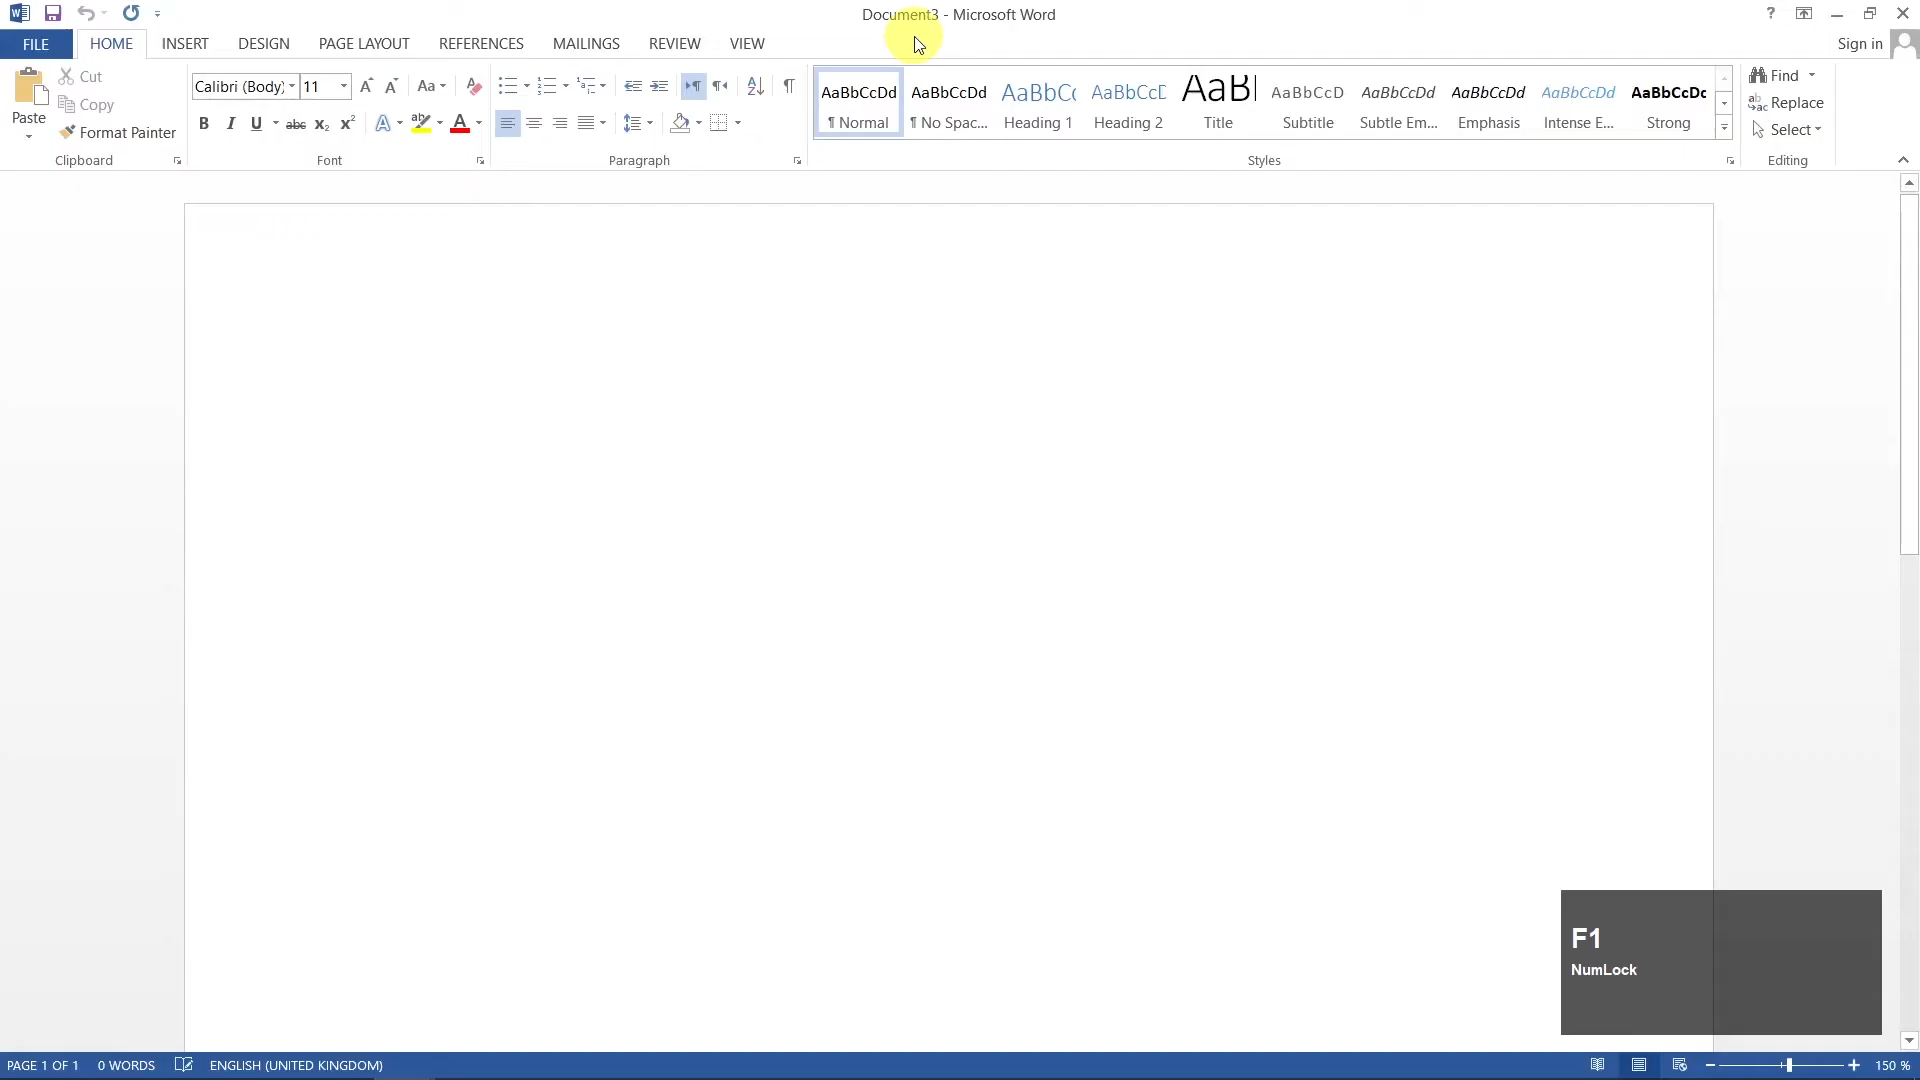 Document3 - Microsoft Word
?
FILE HOME INSERT DESIGN PAGE LAYOUT REFERENCES MAILINGS REVIEW VIEW Sign in
Paste
Cut
Copy
Format Painter
Clipboard
Calibri (Body) 11 Aa
B I U abc x₂ x² A ab A
Font
Paragraph
AaBbCcDd AaBbCcDd AaBbCc AaBbCcD AaB AaBbCcD AaBbCcDd AaBbCcDd AaBbCcDd AaBbCcDc
¶ Normal ¶ No Spac... Heading 1 Heading 2 Title Subtitle Subtle Em... Emphasis Intense E... Strong
Styles
Find
Replace
Select
Editing
F1
NumLock
PAGE 1 OF 1 0 WORDS ENGLISH (UNITED KINGDOM) 150 %